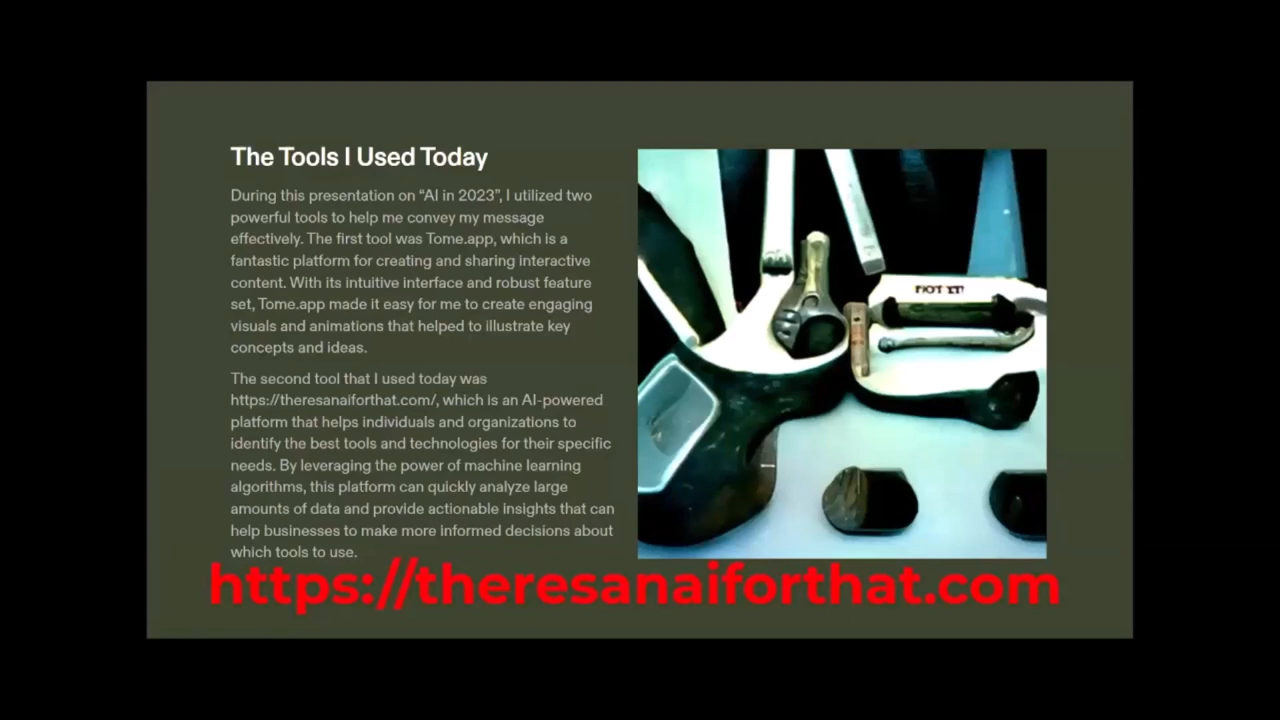 The Tools I Used Today
During this presentation on “AI in 2023”, I utilized two
powerful tools to help me convey my message
effectively. The first tool was Tome.app, which is a
fantastic platform for creating and sharing interactive
content. With its intuitive interface and robust feature
set, Tome.app made it easy for me to create engaging
visuals and animations that helped to illustrate key
concepts and ideas.
The second tool that I used today was
https://theresanaiforthat.com/, which is an AI-powered
platform that helps individuals and organizations to
identify the best tools and technologies for their specific
needs. By leveraging the power of machine learning
algorithms, this platform can quickly analyze large
amounts of data and provide actionable insights that can
help businesses to make more informed decisions about
which tools to use.
https://theresanaiforthat.com